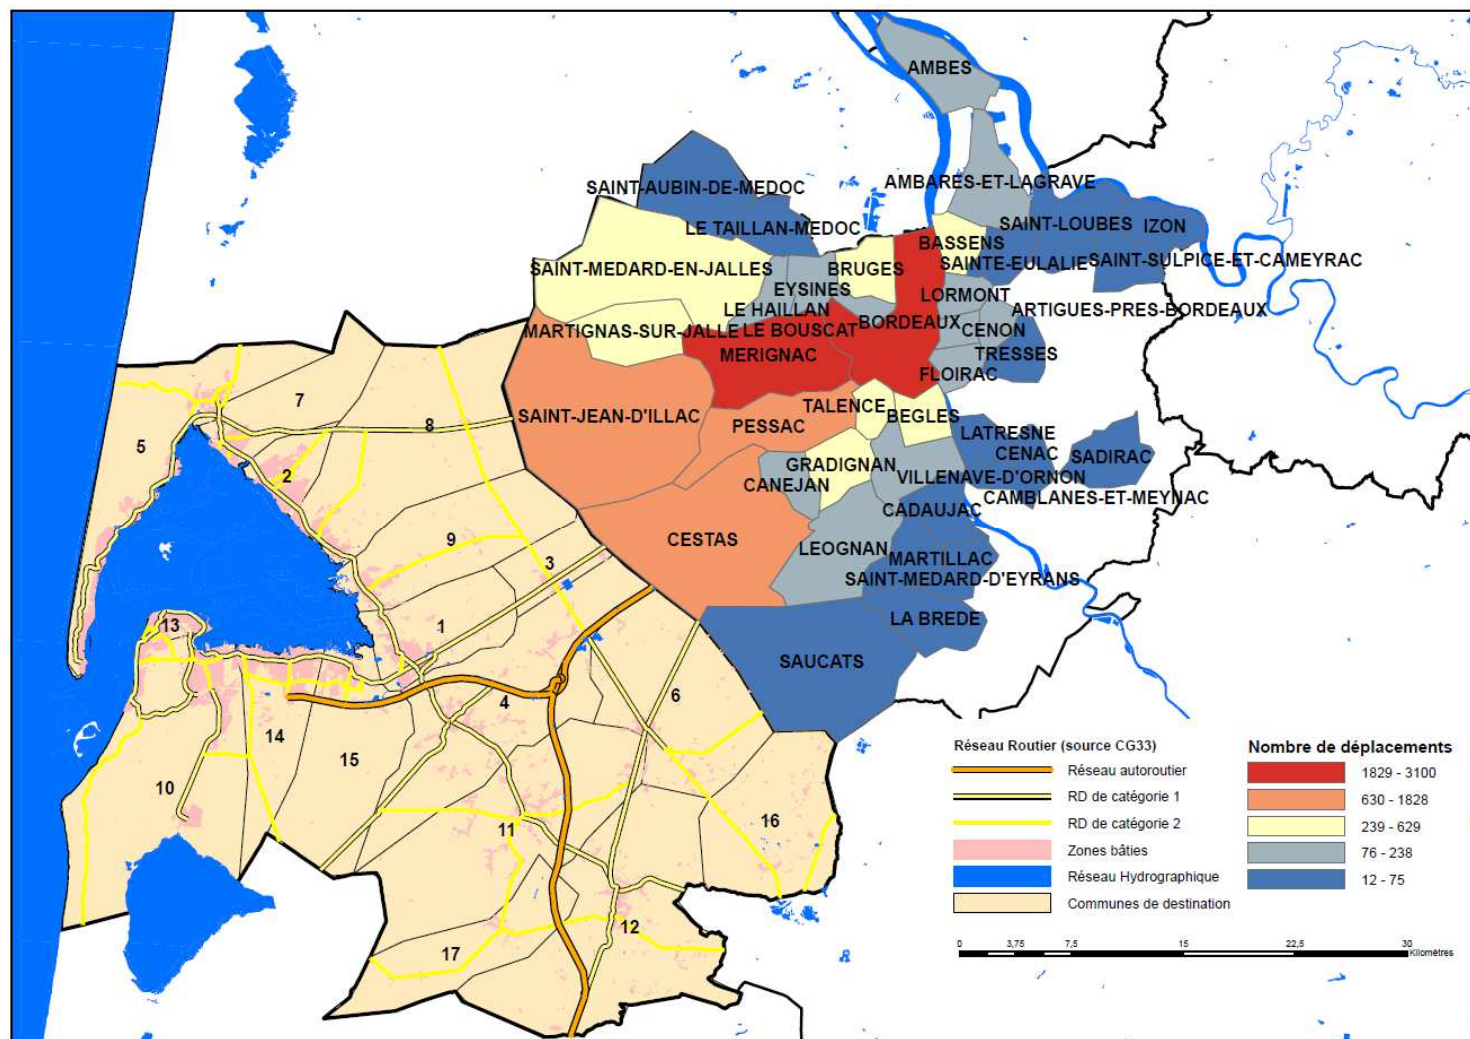 AMBES
AMBARES-ET-LAGRAVE
SAINT-AUBIN-DE-MEDOC
LE TAILLAN-MEDOC
SAINT-LOUBES
IZON
BASSENS
SAINTE-EULALIE
SAINT-SULPICE-ET-CAMEYRAC
SAINT-MEDARD-EN-JALLES
BRUGES
EYSINES
LE HAILLAN
LORMONT
ARTIGUES-PRES-BORDEAUX
MARTIGNAS-SUR-JALLE
LE BOUSCAT
BORDEAUX
CENON
MERIGNAC
TRESSES
FLOIRAC
SAINT-JEAN-D'ILLAC
PESSAC
TALENCE
BEGLES
LATRESNE
CENAC
SADIRAC
GRADIGNAN
CANEJAN
VILLENAVE-D'ORNON
CAMBLANES-ET-MEYNAC
CADAUJAC
CESTAS
LEOGNAN
MARTILLAC
SAINT-MEDARD-D'EYRANS
LA BREDE
SAUCATS
7
5
8
2
9
3
13
1
6
4
14
15
10
11
16
12
17
Réseau Routier (source CG33)
Réseau autoroutier
RD de catégorie 1
RD de catégorie 2
Zones bâties
Réseau Hydrographique
Communes de destination
Nombre de déplacements
1829 - 3100
630 - 1828
239 - 629
76 - 238
12 - 75
0 3,75 7,5 15 22,5 30
Kilomètres